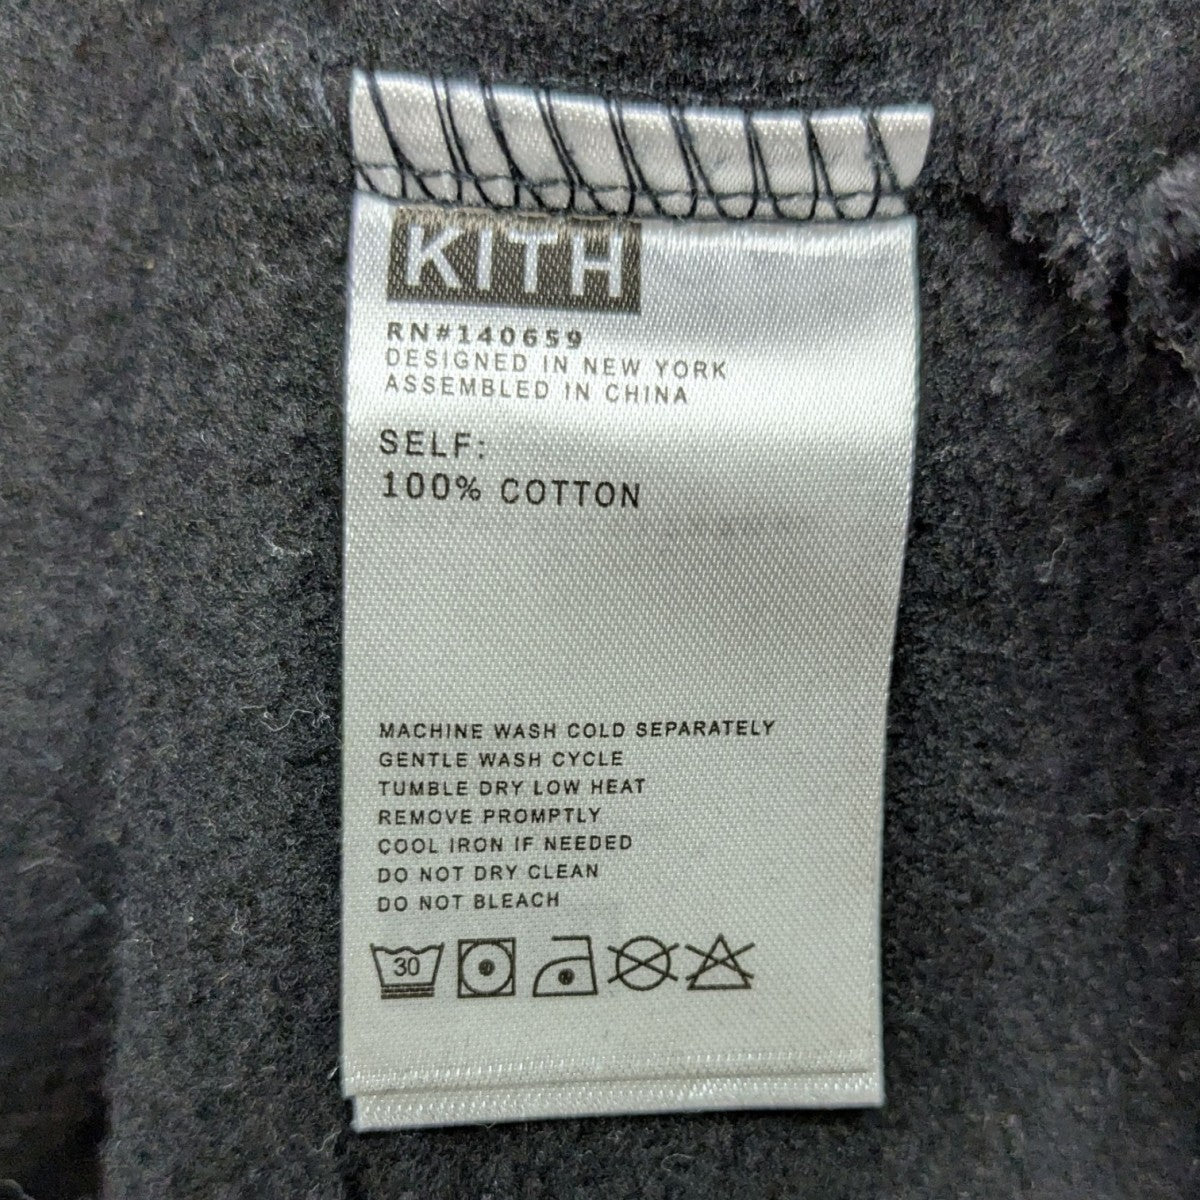 KITH
RN#140659
DESIGNED IN NEW YORK
ASSEMBLED IN CHINA
SELF:
100% COTTON
MACHINE WASH COLD SEPARATELY
GENTLE WASH CYCLE
TUMBLE DRY LOW HEAT
REMOVE PROMPTLY
COOL IRON IF NEEDED
DO NOT DRY CLEAN
DO NOT BLEACH
30